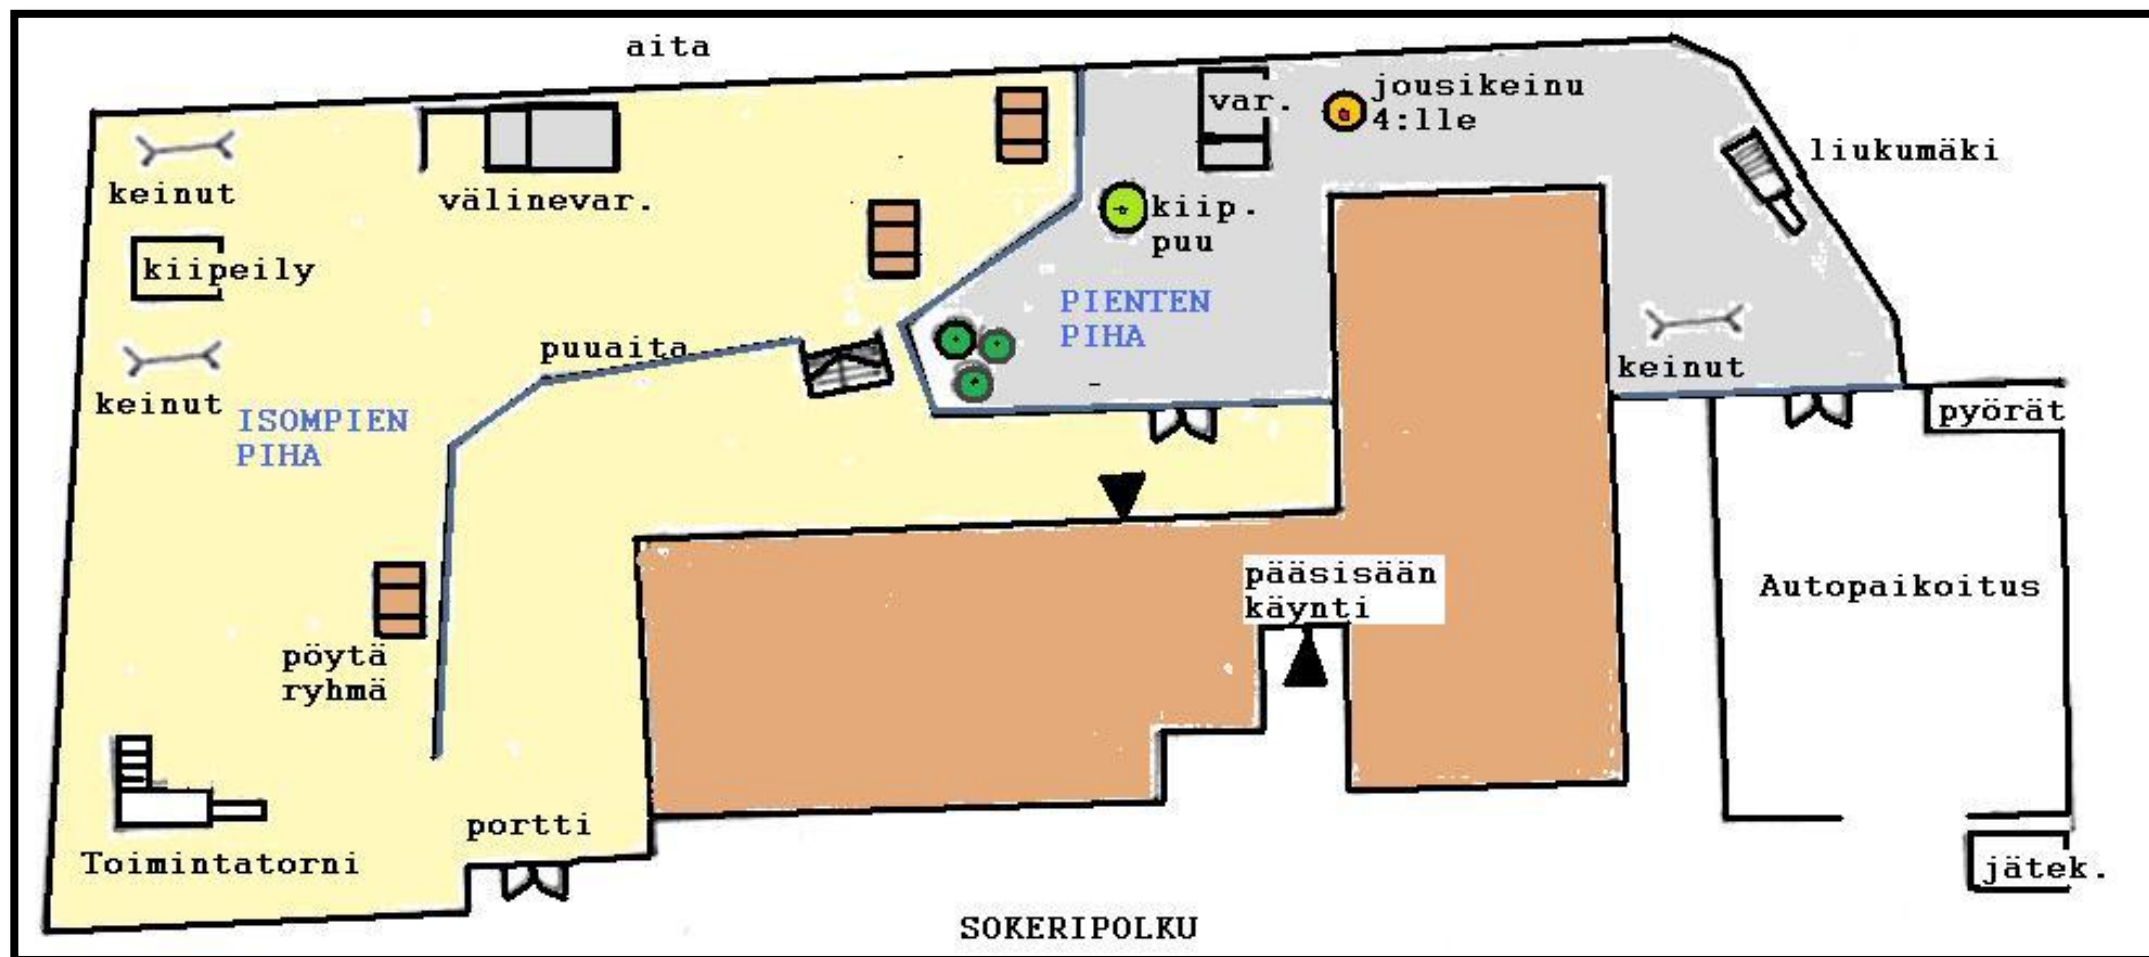 aita
jousikeinu
4:lle
var.
liukumäki
keinut
välinevar.
kiip.
puu
kiipeily
PIENTEN
PIHA
puuaita
keinut
keinut
pyörät
ISOMPIEN
PIHA
pääsisään
käynti
Autopaikoitus
pöytä
ryhmä
portti
Toimintatorni
jätek.
SOKERIPOLKU